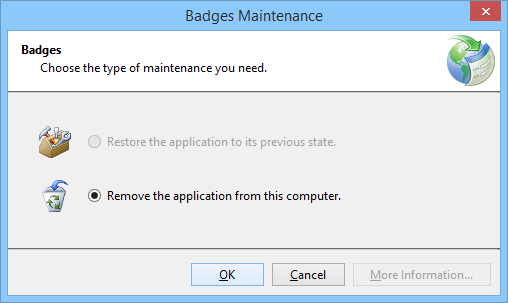 Badges Maintenance
Badges
Choose the type of maintenance you need.
Restore the application to its previous state.
Remove the application from this computer.
OK
Cancel
More Information...